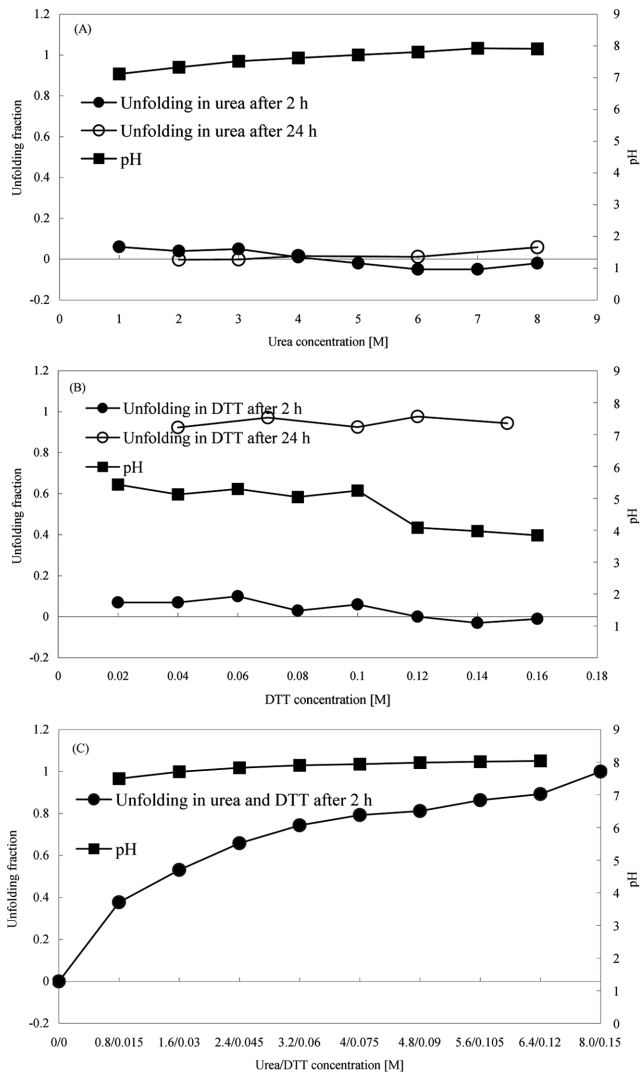 (A)
1.2
1
0.8
0.6
0.4
0.2
0
-0.2
Unfolding fraction
Unfolding in urea after 2 h
Unfolding in urea after 24 h
pH
9
8
7
6
5
4
3
2
1
0
pH
0 1 2 3 4 5 6 7 8 9
Urea concentration [M]
(B)
1.2
1
0.8
0.6
0.4
0.2
0
-0.2
Unfolding fraction
Unfolding in DTT after 2 h
Unfolding in DTT after 24 h
pH
9
8
7
6
5
4
3
2
1
pH
0 0.02 0.04 0.06 0.08 0.1 0.12 0.14 0.16 0.18
DTT concentration [M]
(C)
1.2
1
0.8
0.6
0.4
0.2
0
-0.2
Unfolding fraction
Unfolding in urea and DTT after 2 h
pH
9
8
7
6
5
4
3
2
1
0
pH
0/0 0.8/0.015 1.6/0.03 2.4/0.045 3.2/0.06 4/0.075 4.8/0.09 5.6/0.105 6.4/0.12 8.0/0.15
Urea/DTT concentration [M]